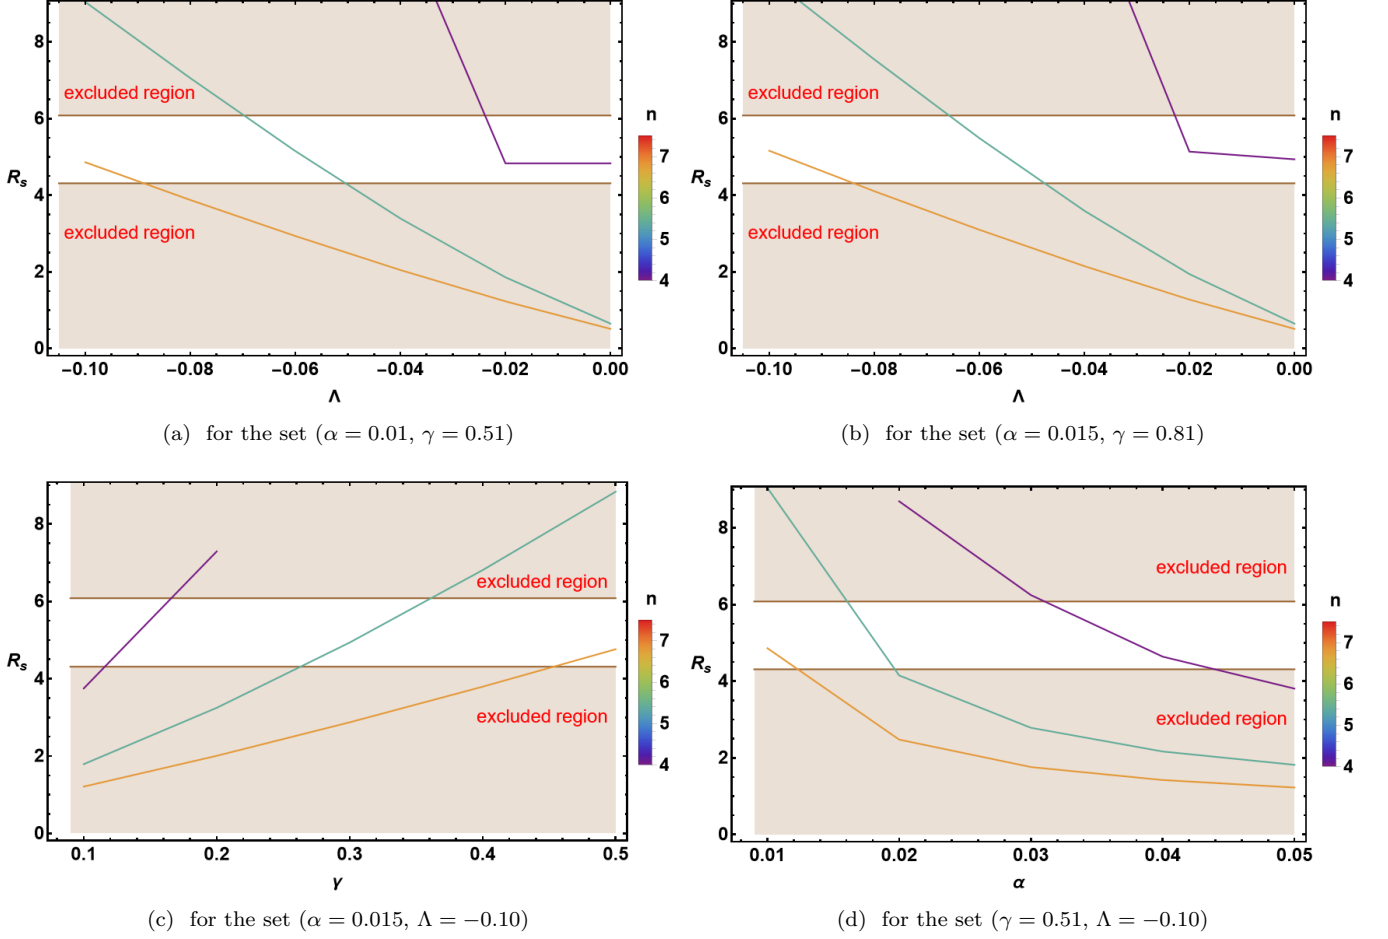 8
6
4
2
0
R_s
excluded region
excluded region
−0.10
−0.08
−0.06
−0.04
−0.02
0.00
Λ
n
7
6
5
4
(a) for the set (α = 0.01, γ = 0.51)
8
6
4
2
0
R_s
excluded region
excluded region
−0.10
−0.08
−0.06
−0.04
−0.02
0.00
Λ
n
7
6
5
4
(b) for the set (α = 0.015, γ = 0.81)
8
6
4
2
0
R_s
excluded region
excluded region
0.1
0.2
0.3
0.4
0.5
γ
n
7
6
5
4
(c) for the set (α = 0.015, Λ = −0.10)
8
6
4
2
0
R_s
excluded region
excluded region
0.01
0.02
0.03
0.04
0.05
α
n
7
6
5
4
(d) for the set (γ = 0.51, Λ = −0.10)